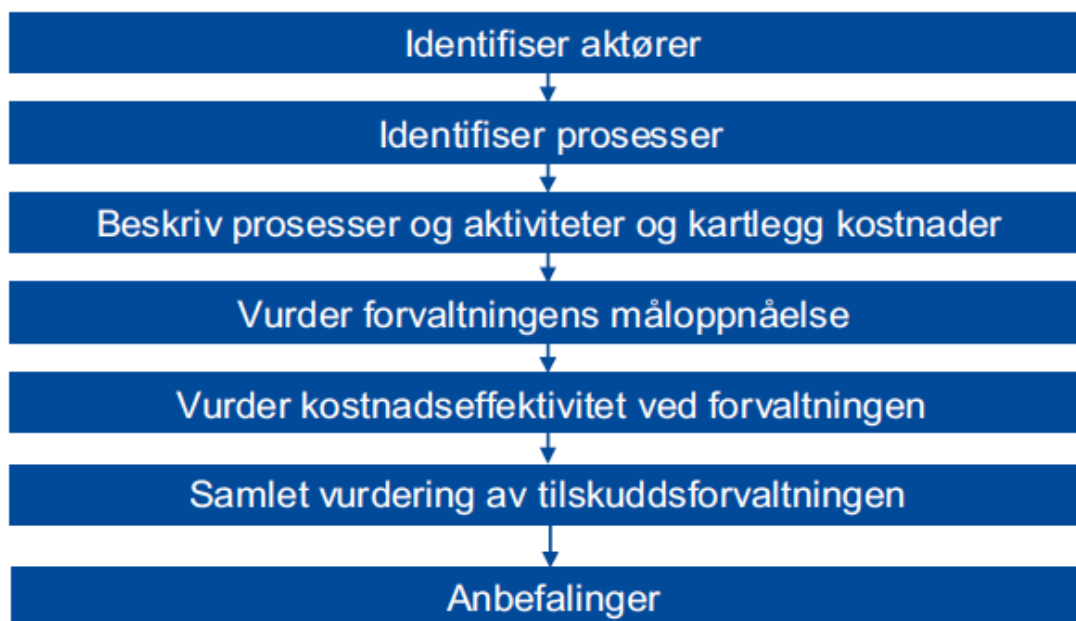 Identifiser aktører
Identifiser prosesser
Beskriv prosesser og aktiviteter og kartlegg kostnader
Vurder forvaltningens måloppnåelse
Vurder kostnadseffektivitet ved forvaltningen
Samlet vurdering av tilskuddsforvaltningen
Anbefalinger